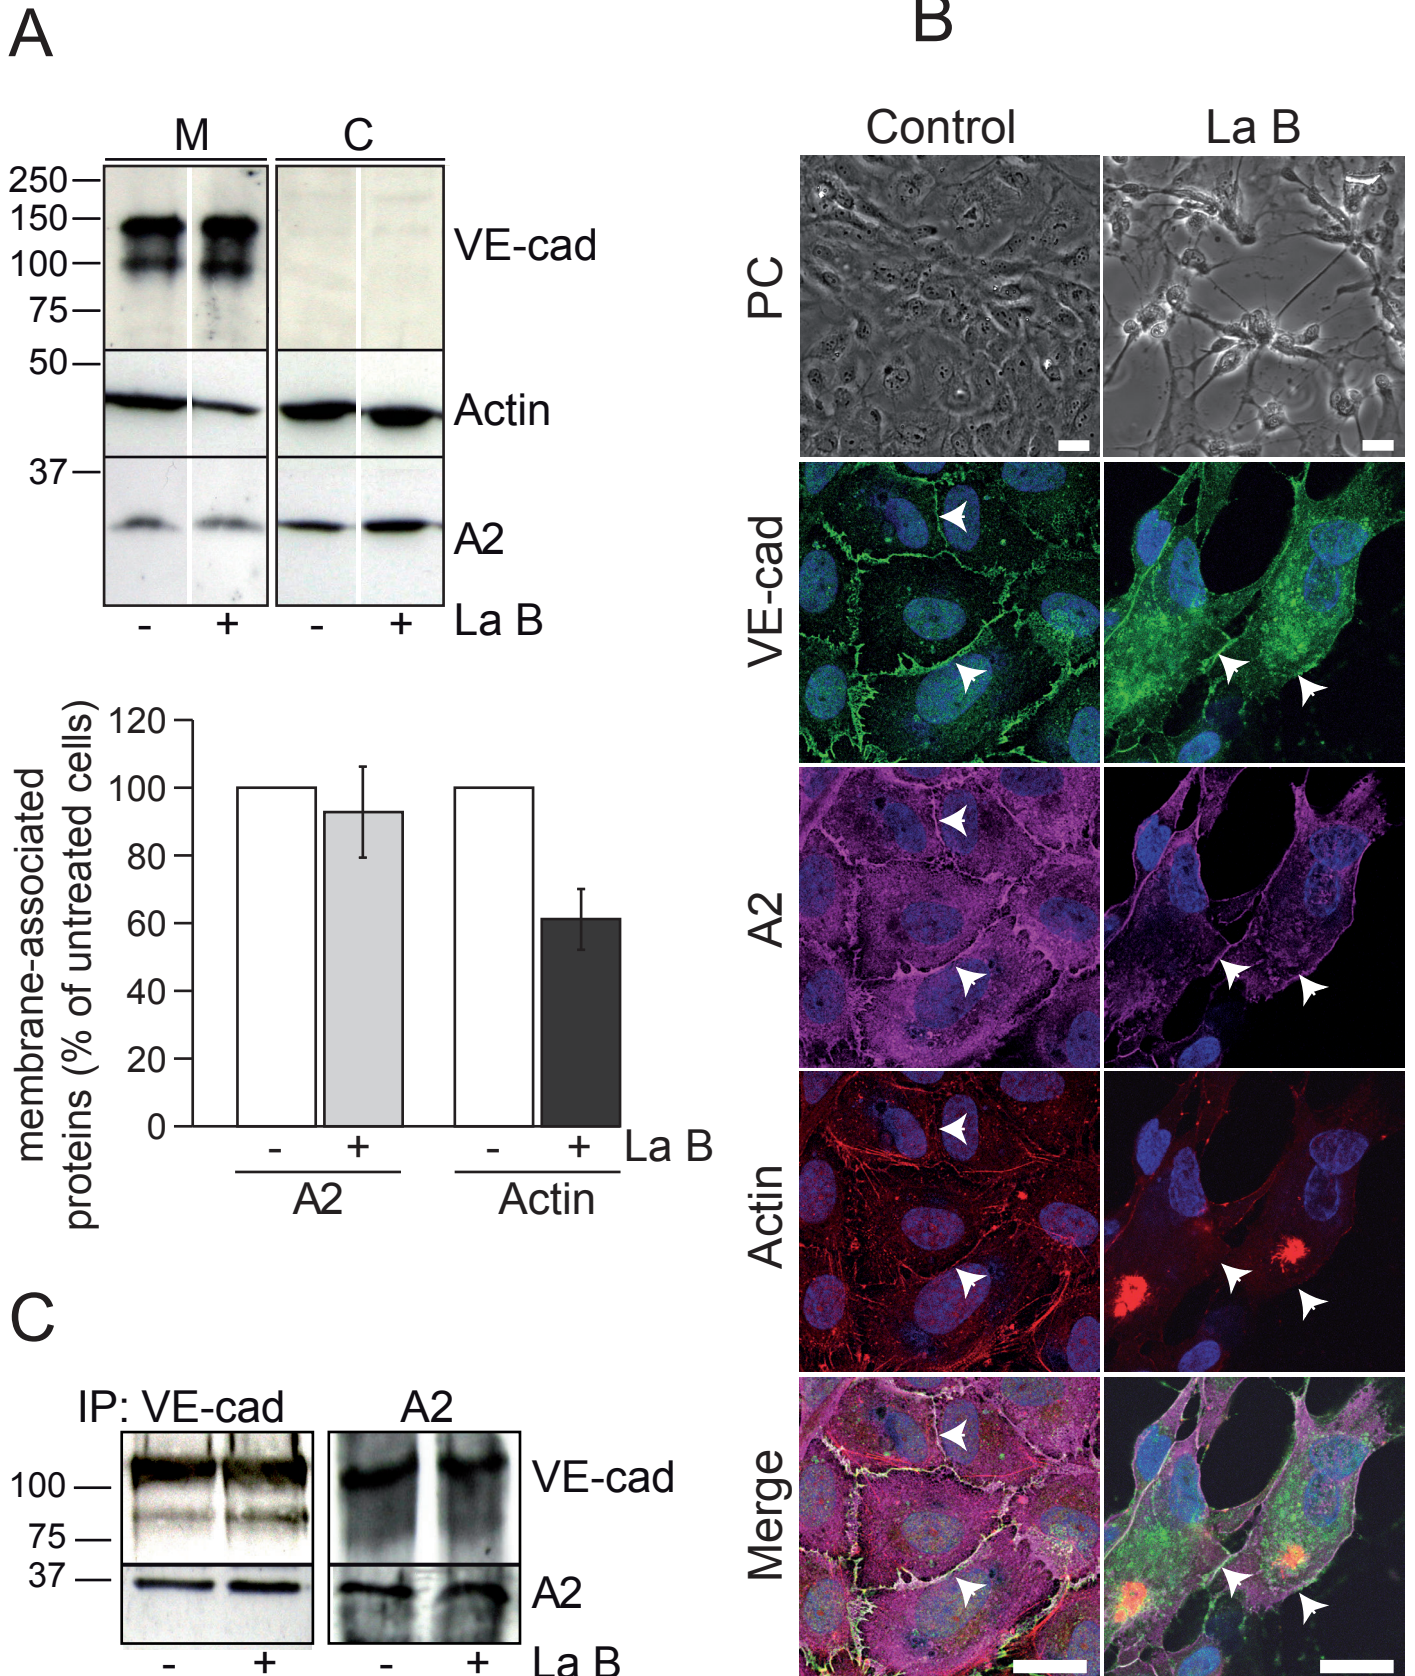 A
M C
250
150
100
75
50
37
VE-cad
Actin
A2
- + - + La B
membrane-associated
proteins (% of untreated cells)
120
100
80
60
40
20
0
- + - + La B
A2 Actin
B
Control La B
PC
VE-cad
A2
Actin
Merge
C
IP: VE-cad A2
100
75
37
VE-cad
A2
- + - + La B